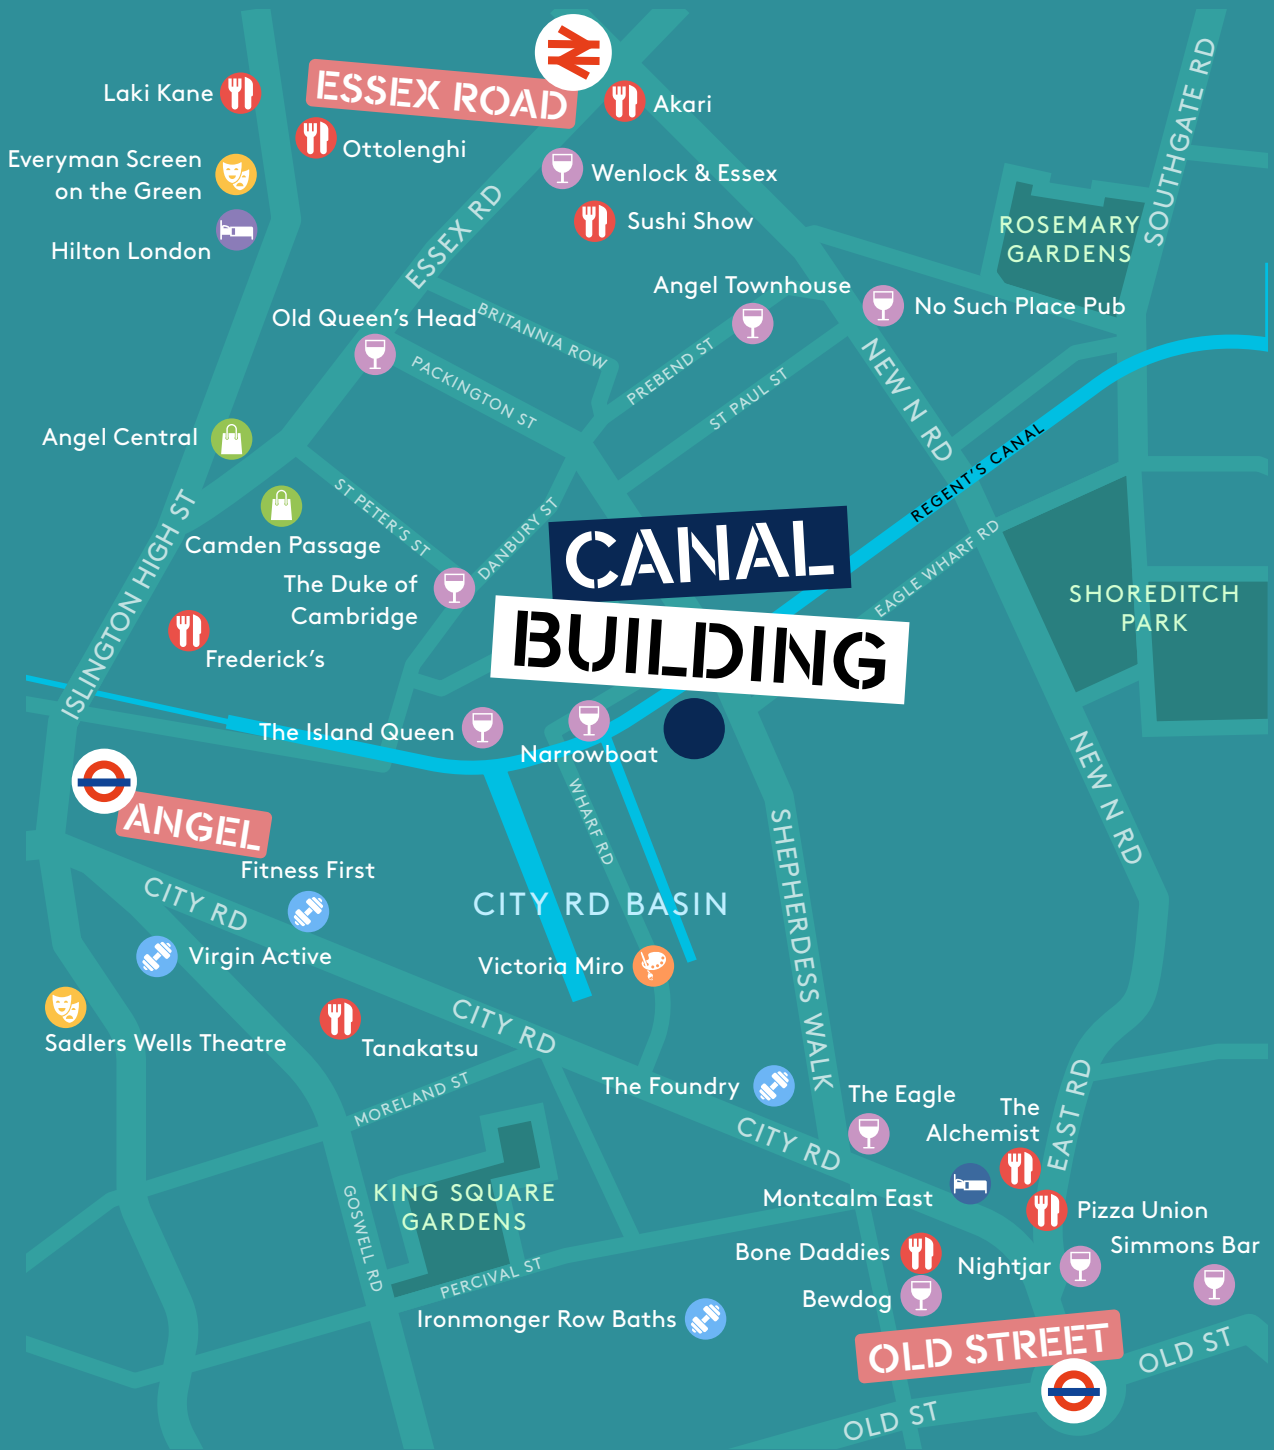 Laki Kane
ESSEX ROAD
Akari
Ottolenghi
Everyman Screen
on the Green
Wenlock & Essex
Hilton London
Sushi Show
ESSEX RD
SOUTHGATE RD
ROSEMARY
GARDENS
Angel Townhouse
No Such Place Pub
Old Queen's Head
BRITANNIA ROW
PACKINGTON ST
PREBEND ST
ST PAUL ST
NEW N RD
Angel Central
REGENT'S CANAL
ST PETER'S ST
Camden Passage
DANBURY ST
ISLINGTON HIGH ST
The Duke of
Cambridge
CANAL
BUILDING
EAGLE WHARF RD
SHOREDITCH
PARK
Frederick's
The Island Queen
Narrowboat
ANGEL
WHARF RD
NEW N RD
SHEPHERDESS WALK
Fitness First
CITY RD
CITY RD BASIN
Virgin Active
Victoria Miro
Sadlers Wells Theatre
CITY RD
Tanakatsu
The Foundry
MORELAND ST
The Eagle
The
Alchemist
EAST RD
CITY RD
Montcalm East
KING SQUARE
GARDENS
GOSWELL RD
Pizza Union
Bone Daddies
Nightjar
Simmons Bar
PERCIVAL ST
Bewdog
Ironmonger Row Baths
OLD STREET
OLD ST
OLD ST